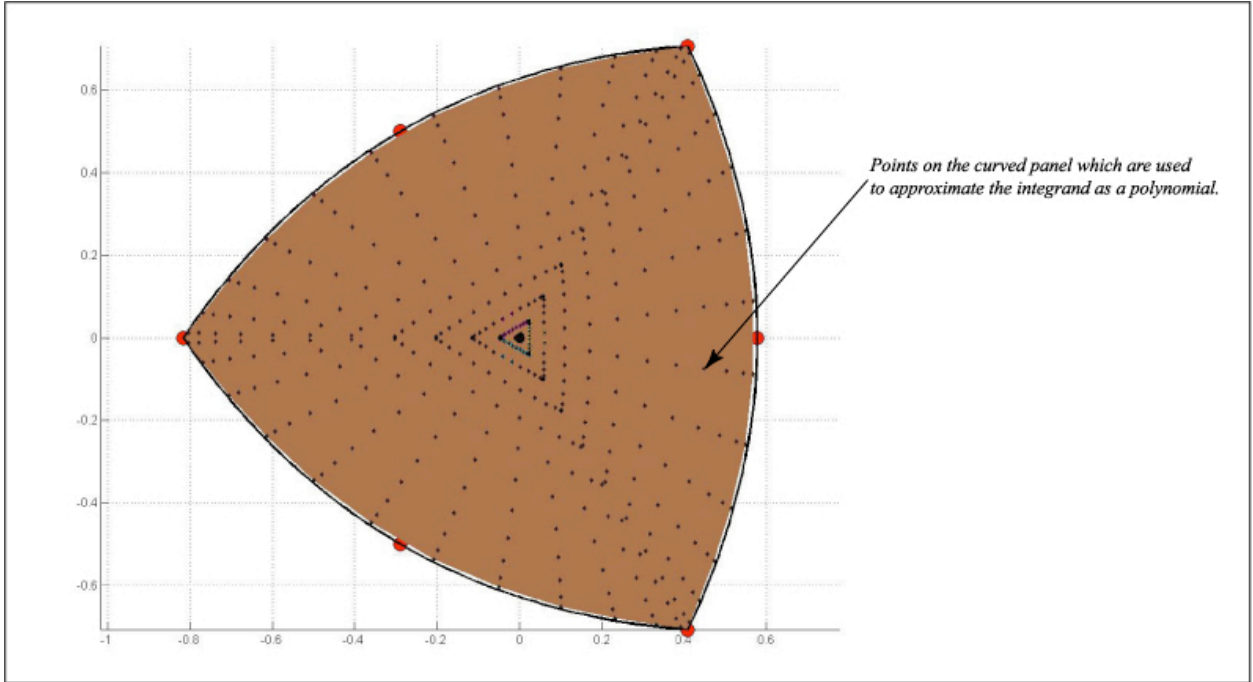 0.6
0.4
0.2
0
-0.2
-0.4
-0.6
-1 -0.8 -0.6 -0.4 -0.2 0 0.2 0.4 0.6
Points on the curved panel which are used
to approximate the integrand as a polynomial.